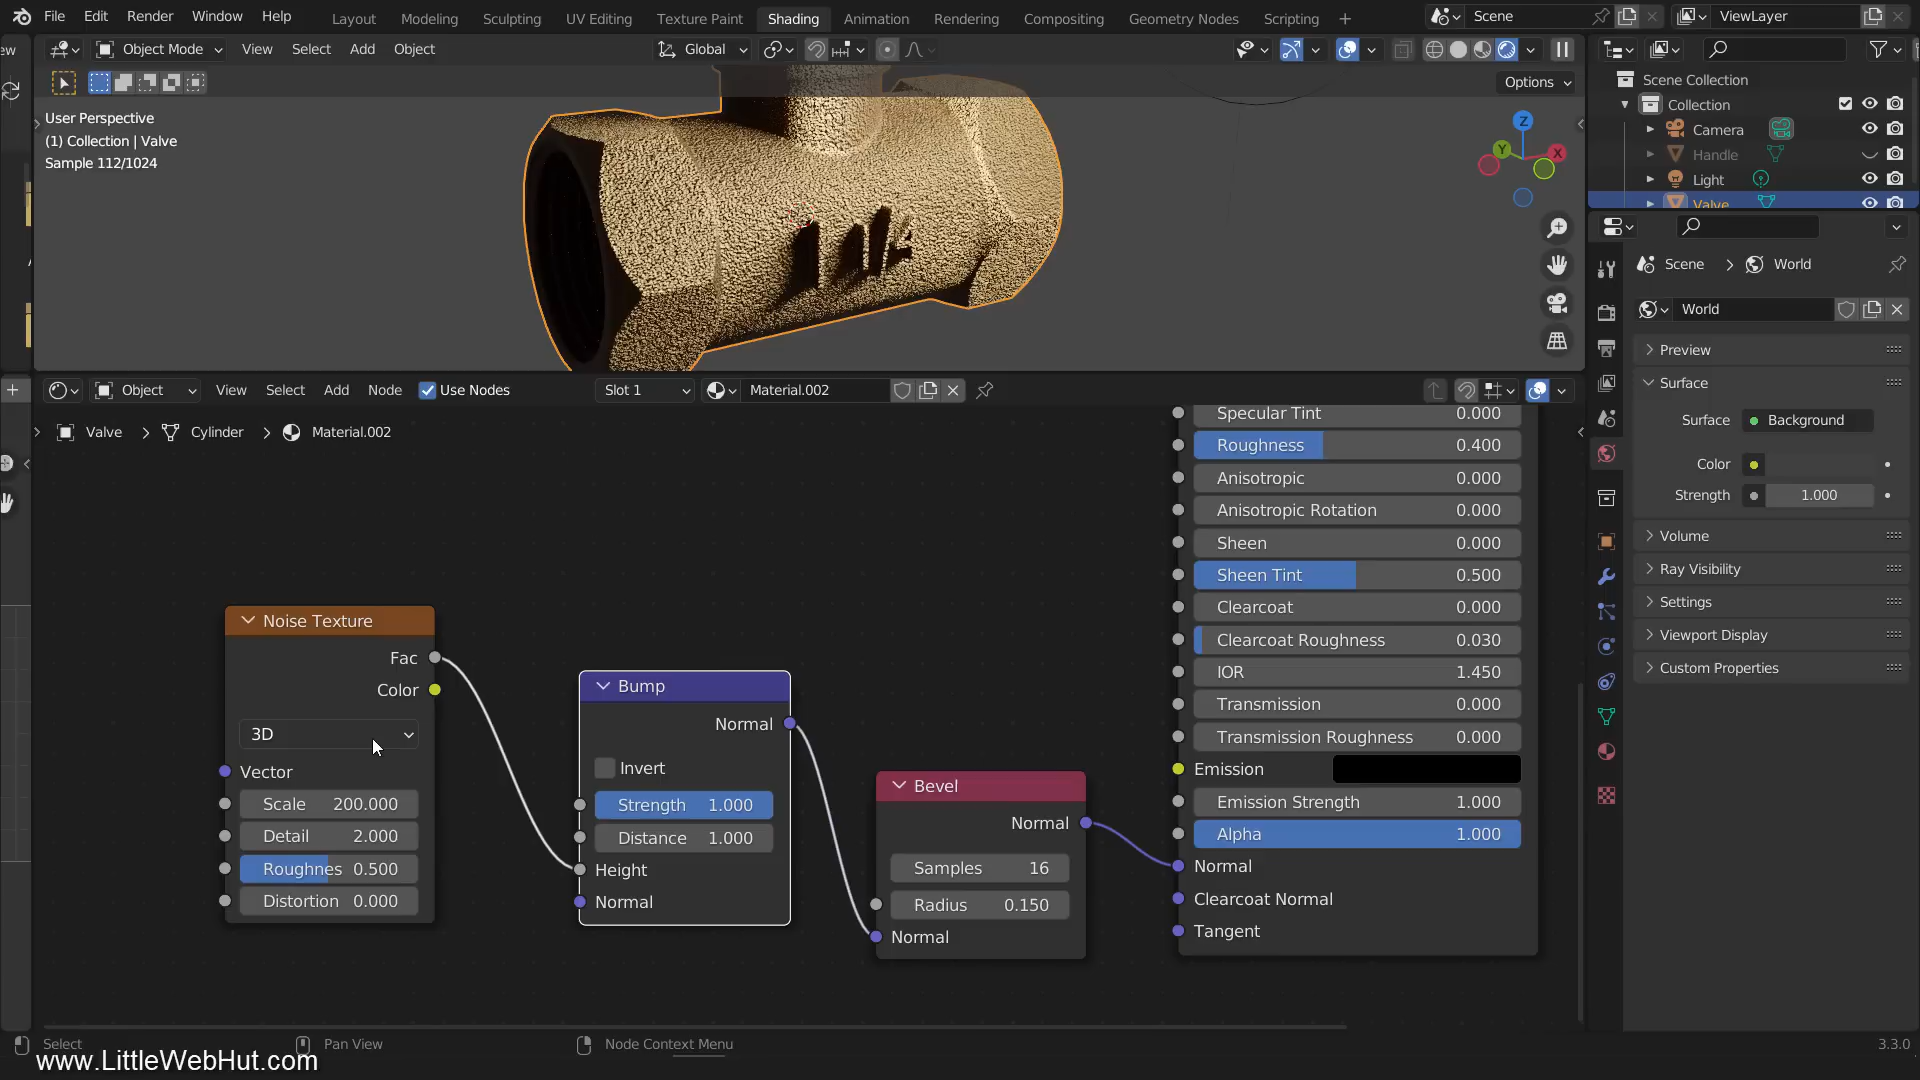 File Edit Render Window Help Layout Modeling Sculpting UV Editing Texture Paint Shading Animation Rendering Compositing Geometry Nodes Scripting Scene ViewLayer
Object Mode View Select Add Object Global
Options
User Perspective
(1) Collection | Valve
Sample 112/1024
Z
Y
X
Scene Collection
Collection
Camera
Handle
Light
Valve
Object View Select Add Node Use Nodes Slot 1 Material.002
Valve > Cylinder > Material.002
Noise Texture
Fac
Color
3D
Vector
Scale 200.000
Detail 2.000
Roughnes 0.500
Distortion 0.000
Bump
Normal
Invert
Strength 1.000
Distance 1.000
Height
Normal
Bevel
Normal
Samples 16
Radius 0.150
Normal
Specular Tint 0.000
Roughness 0.400
Anisotropic 0.000
Anisotropic Rotation 0.000
Sheen 0.000
Sheen Tint 0.500
Clearcoat 0.000
Clearcoat Roughness 0.030
IOR 1.450
Transmission 0.000
Transmission Roughness 0.000
Emission
Emission Strength 1.000
Alpha 1.000
Normal
Clearcoat Normal
Tangent
Scene > World
World
Preview
Surface
Surface Background
Color
Strength 1.000
Volume
Ray Visibility
Settings
Viewport Display
Custom Properties
Select Pan View Node Context Menu 3.3.0
www.LittleWebHut.com